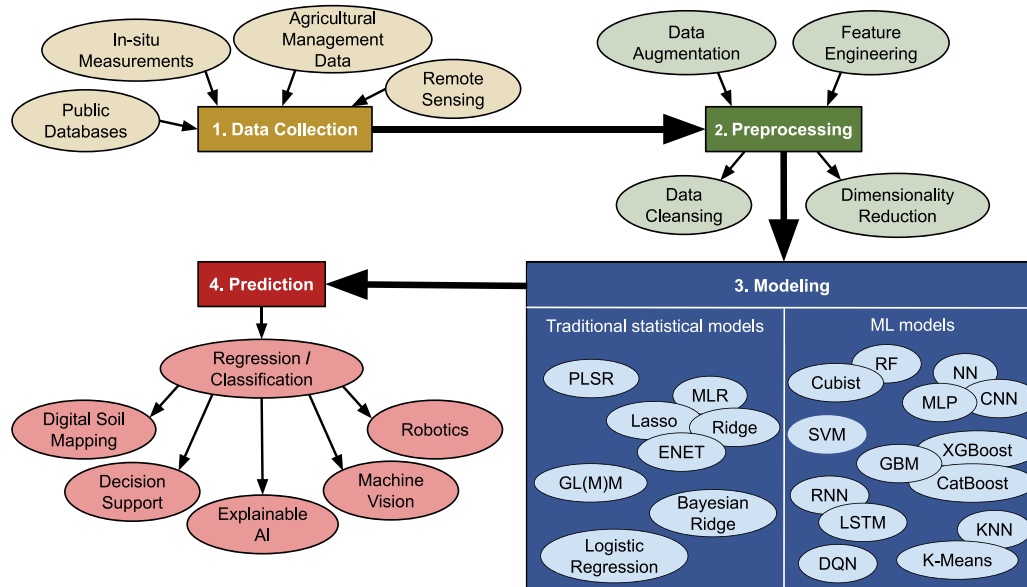 In-situ
Measurements
Agricultural
Management
Data
Remote
Sensing
Public
Databases
1. Data Collection
Data
Augmentation
Feature
Engineering
2. Preprocessing
Data
Cleansing
Dimensionality
Reduction
3. Modeling
Traditional statistical models
PLSR
MLR
Lasso
Ridge
ENET
GL(M)M
Bayesian
Ridge
Logistic
Regression
ML models
RF
Cubist
NN
CNN
MLP
SVM
XGBoost
GBM
CatBoost
RNN
LSTM
KNN
K-Means
DQN
4. Prediction
Regression /
Classification
Digital Soil
Mapping
Decision
Support
Explainable
AI
Machine
Vision
Robotics